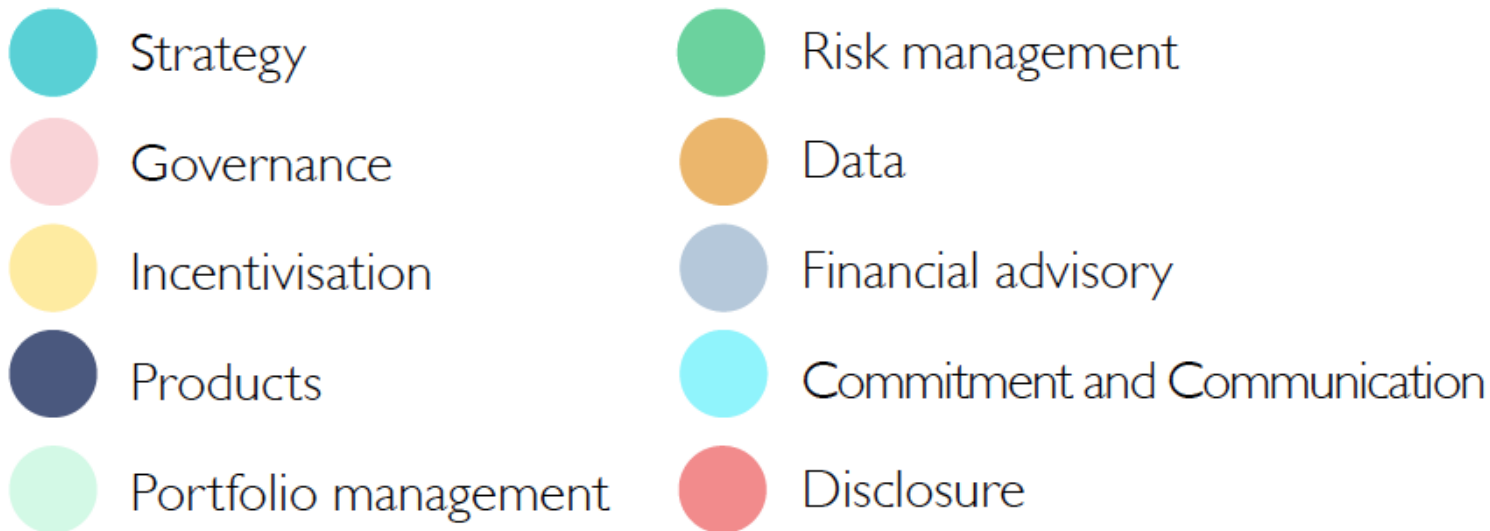 Strategy
Governance
Incentivisation
Products
Portfolio management
Risk management
Data
Financial advisory
Commitment and Communication
Disclosure